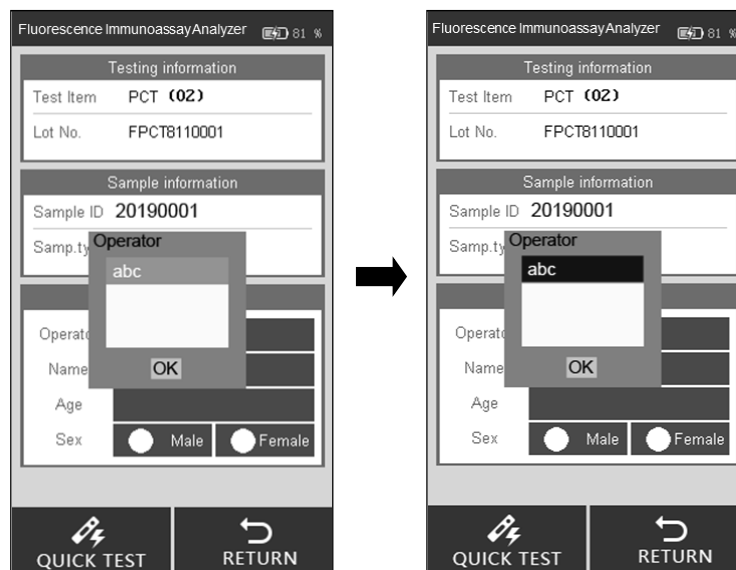 Fluorescence Immunoassay Analyzer 81 %
Testing information
Test Item PCT (02)
Lot No. FPCT8110001
Sample information
Sample ID 20190001
Samp.ty
Operator
abc
Operato
OK
Name
Age
Sex Male Female
QUICK TEST RETURN
Fluorescence Immunoassay Analyzer 81 %
Testing information
Test Item PCT (02)
Lot No. FPCT8110001
Sample information
Sample ID 20190001
Samp.ty
Operator
abc
Operato
OK
Name
Age
Sex Male Female
QUICK TEST RETURN